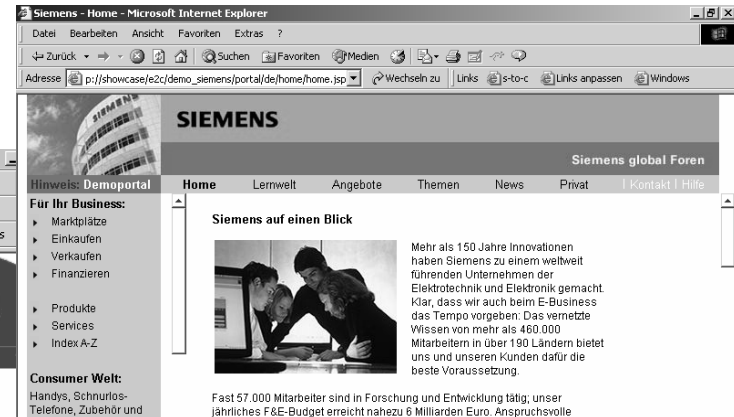 Siemens - Home - Microsoft Internet Explorer
Datei Bearbeiten Ansicht Favoriten Extras ?
Zurück Suchen Favoriten Medien
Adresse p://showcase/e2c/demo_siemens/portal/de/home/home.jsp Wechseln zu Links s-to-c Links anpassen Windows
SIEMENS
Siemens global Foren
Hinweis: Demoportal Home Lernwelt Angebote Themen News Privat | Kontakt | Hilfe
Für Ihr Business:
Marktplätze
Einkaufen
Verkaufen
Finanzieren
Produkte
Services
Index A-Z
Consumer Welt:
Handys, Schnurlos-
Telefone, Zubehör und
Siemens auf einen Blick
Mehr als 150 Jahre Innovationen
haben Siemens zu einem weltweit
führenden Unternehmen der
Elektrotechnik und Elektronik gemacht.
Klar, dass wir auch beim E-Business
das Tempo vorgeben: Das vernetzte
Wissen von mehr als 460.000
Mitarbeitern in über 190 Ländern bietet
uns und unseren Kunden dafür die
beste Voraussetzung.
Fast 57.000 Mitarbeiter sind in Forschung und Entwicklung tätig; unser
jährliches F&E-Budget erreicht nahezu 6 Milliarden Euro. Anspruchsvolle